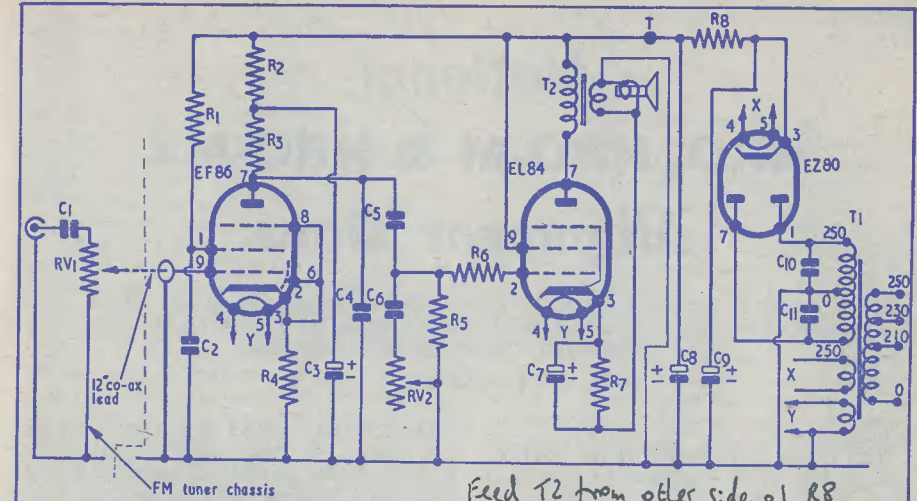 R8
T
R2
T2
X
4 5 3
R1
R3
EF86
EL84
EZ80
7
7
C1
8
C5
7 1
T1
250
RV1
1
9
6
2
R6
9
2
3
C10
0
C11
250
230
210
0
4 5
Y
3
C4
C6
R5
4 5
Y
250
X
Y
C2
R4
C3
+
−
RV2
C7
+
−
R7
+
−
C8
+
−
C9
12" co-ax
lead
FM tuner chassis
Feed T2 from other side of R8